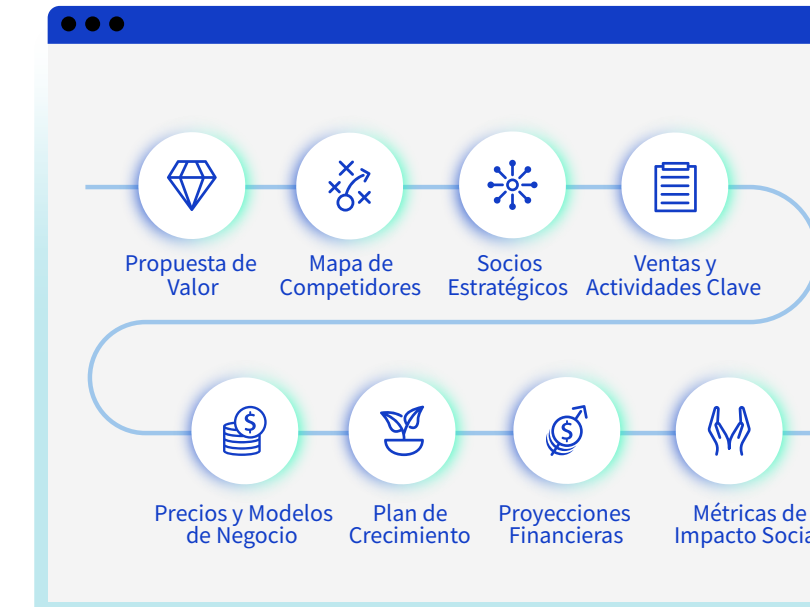 Propuesta de
Valor
Mapa de
Competidores
Socios
Estratégicos
Ventas y
Actividades Clave
Precios y Modelos
de Negocio
Plan de
Crecimiento
Proyecciones
Financieras
Métricas de
Impacto